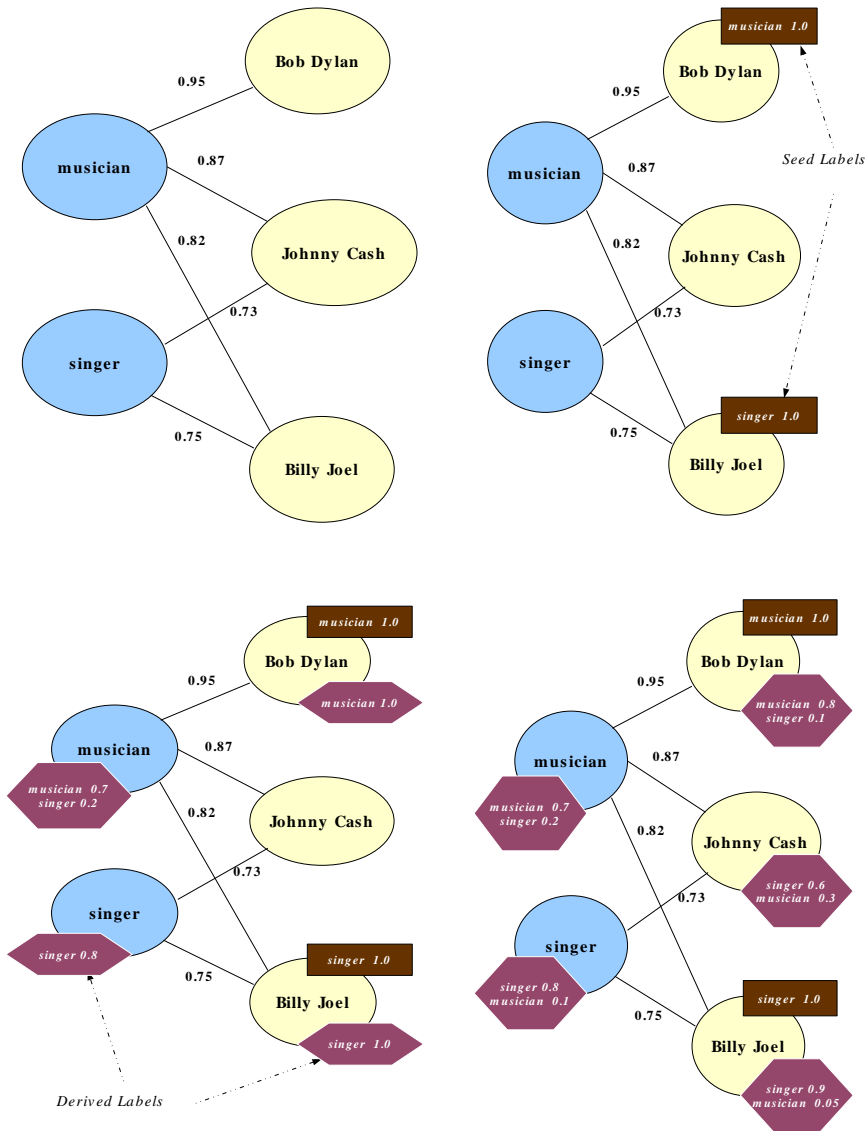 Bob Dylan
0.95
musician
0.87
0.82
Johnny Cash
0.73
singer
0.75
Billy Joel
musician 1.0
Bob Dylan
0.95
Seed Labels
musician
0.87
0.82
Johnny Cash
0.73
singer
singer 1.0
0.75
Billy Joel
musician 1.0
Bob Dylan
0.95
musician 1.0
musician
0.87
musician 0.7
singer 0.2
0.82
Johnny Cash
0.73
singer
singer 0.8
singer 1.0
0.75
Billy Joel
singer 1.0
Derived Labels
musician 1.0
Bob Dylan
0.95
musician 0.8
singer 0.1
musician
0.87
musician 0.7
singer 0.2
0.82
Johnny Cash
singer 0.6
musician 0.3
0.73
singer
singer 0.8
musician 0.1
singer 1.0
0.75
Billy Joel
singer 0.9
musician 0.05